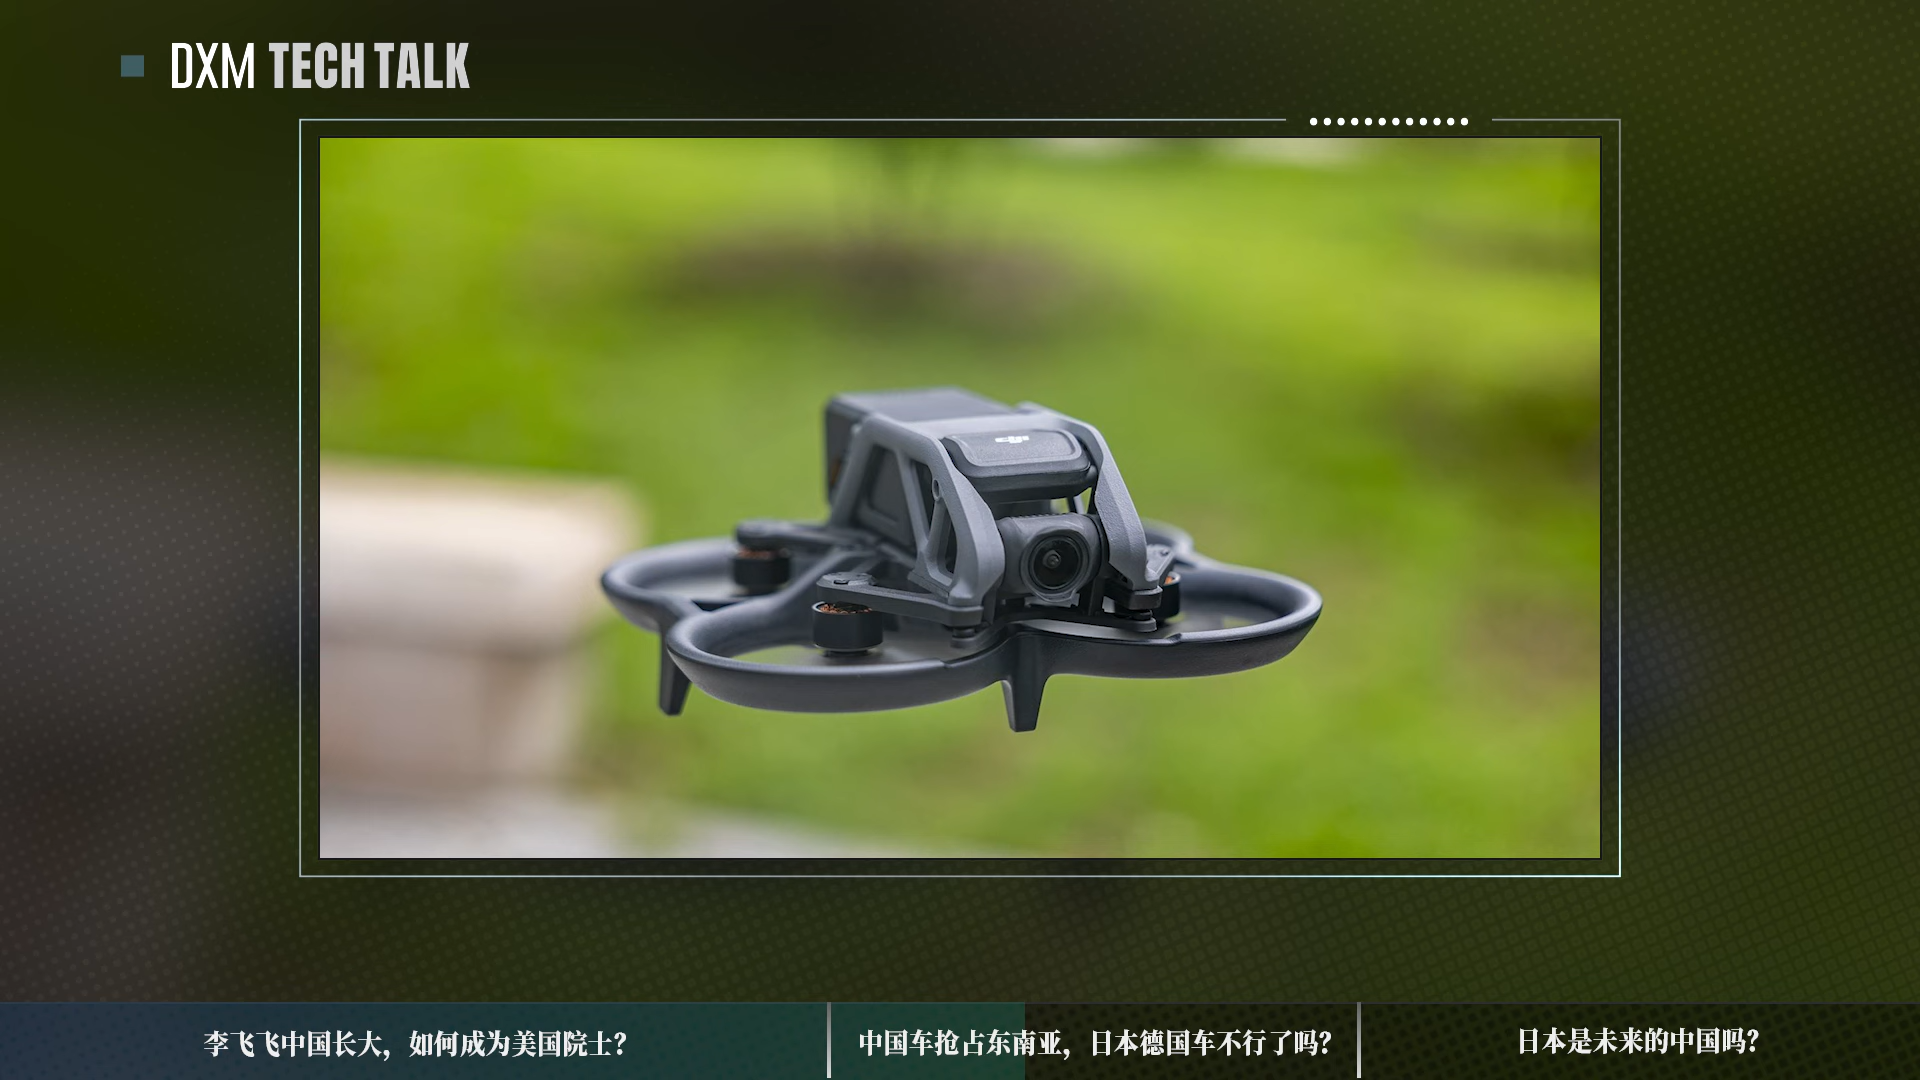 DXM TECH TALK
dji
李飞飞中国长大，如何成为美国院士？
中国车抢占东南亚，日本德国车不行了吗？
日本是未来的中国吗？